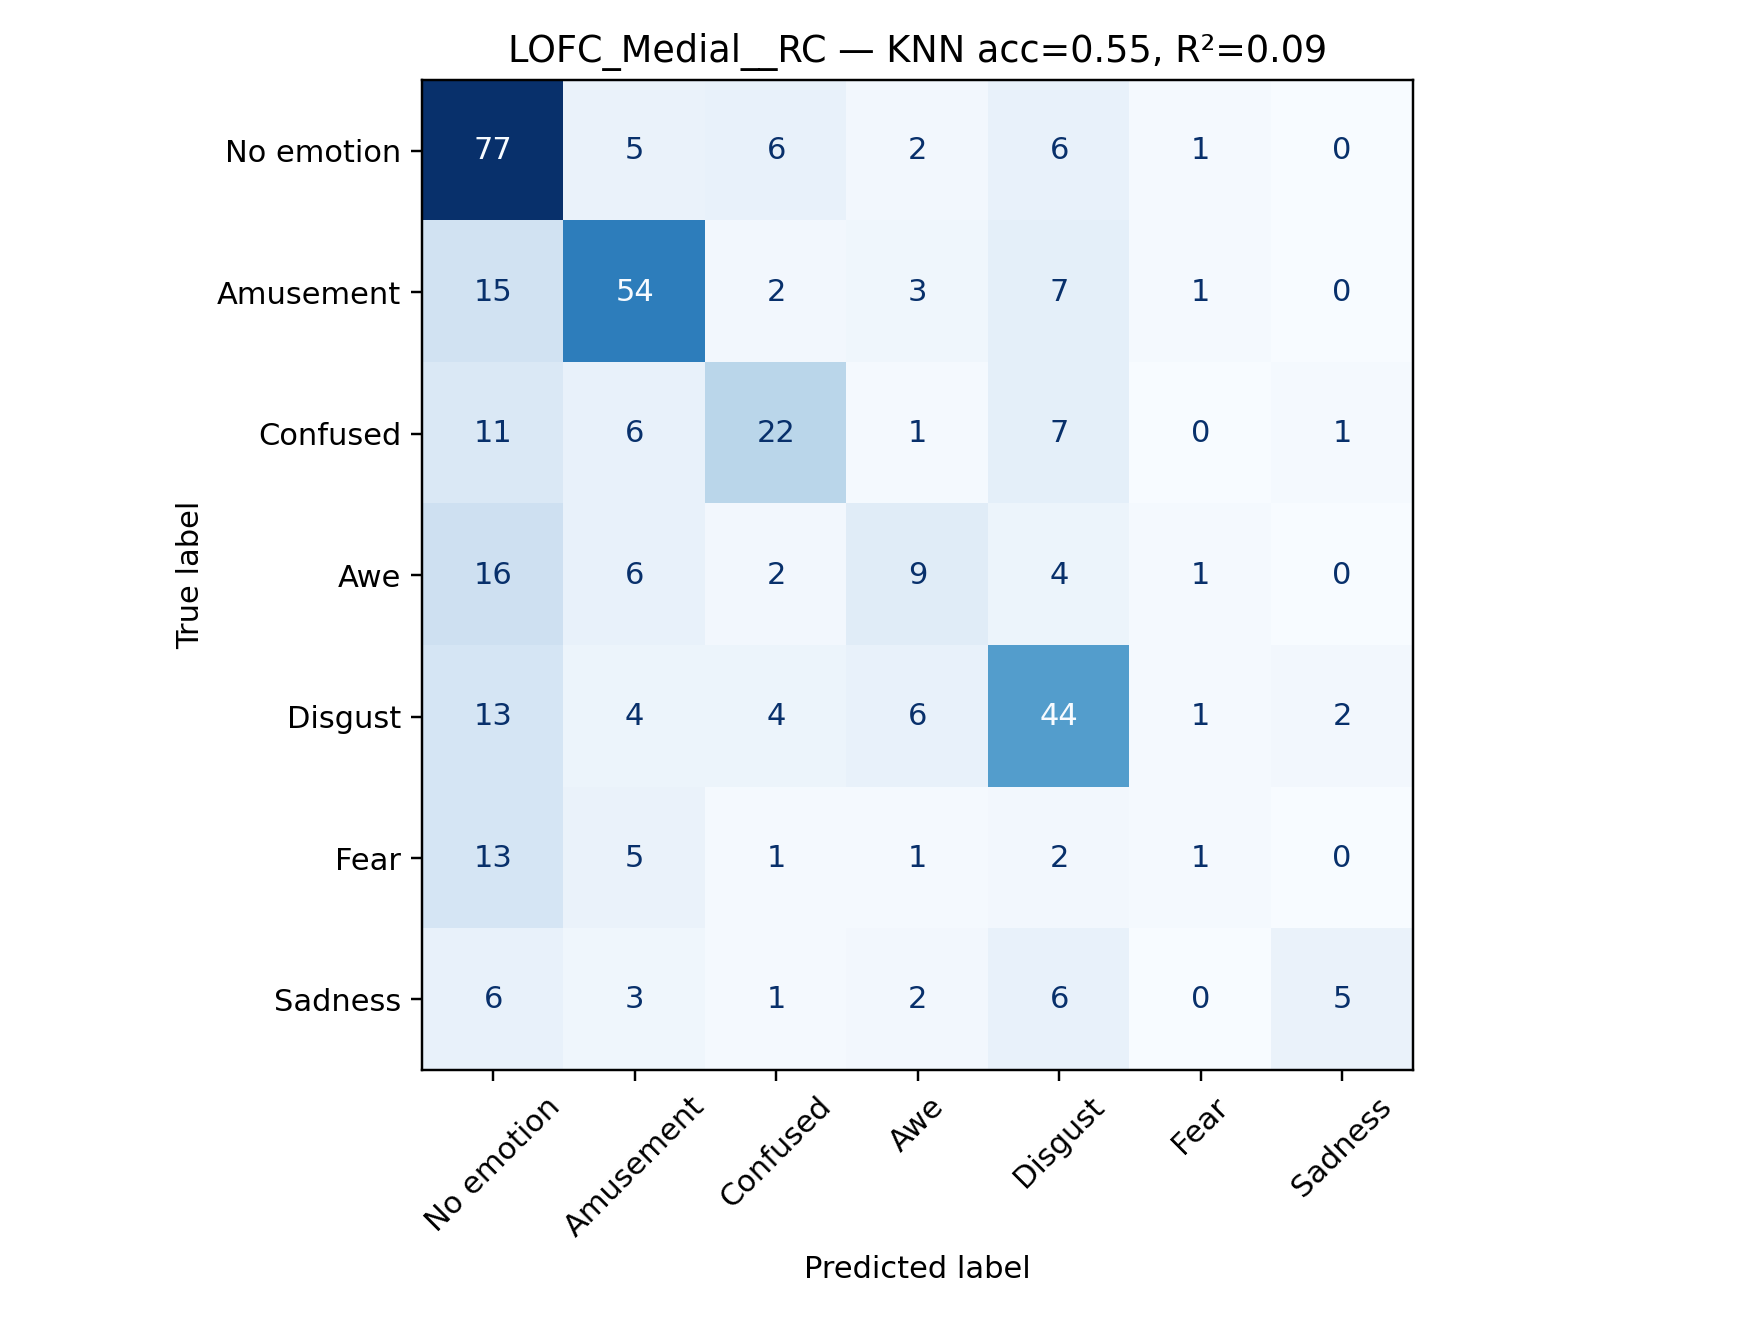 LOFC_Medial__RC — KNN acc=0.55, R²=0.09
No emotion 77 5 6 2 6 1 0
Amusement 15 54 2 3 7 1 0
Confused 11 6 22 1 7 0 1
Awe 16 6 2 9 4 1 0
Disgust 13 4 4 6 44 1 2
Fear 13 5 1 1 2 1 0
Sadness 6 3 1 2 6 0 5
True label
No emotion Amusement Confused Awe Disgust Fear Sadness
Predicted label